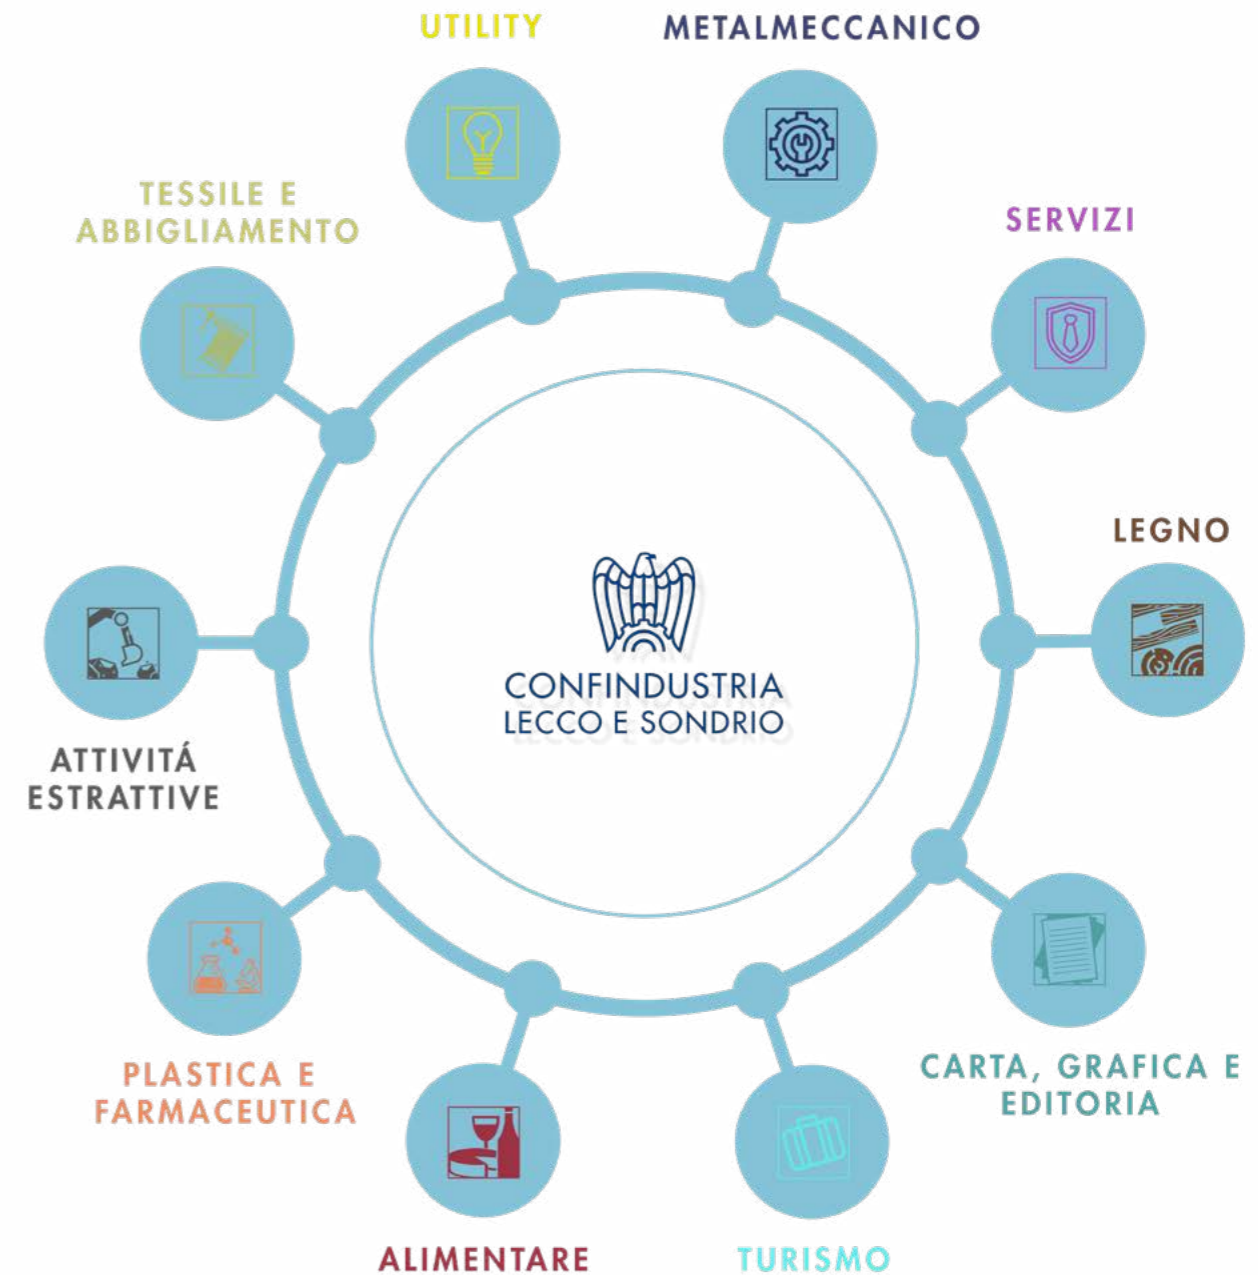 UTILITY
METALMECCANICO
TESSILE E
ABBIGLIAMENTO
SERVIZI
LEGNO
CONFINDUSTRIA
LECCO E SONDRIO
ATTIVITÁ
ESTRATTIVE
PLASTICA E
FARMACEUTICA
CARTA, GRAFICA E
EDITORIA
ALIMENTARE
TURISMO